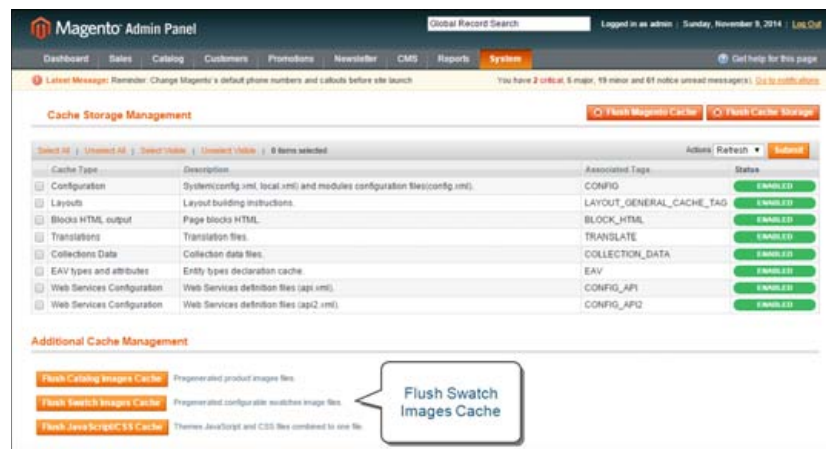 Magento Admin Panel
Global Record Search
Logged in as admin | Sunday, November 9, 2014 | Log Out
Dashboard Sales Catalog Customers Promotions Newsletter CMS Reports System
Get help for this page
Latest Message: Reminder: Change Magento's default phone numbers and callouts before site launch
You have 2 critical, 5 major, 19 minor and 61 notice unread message(s). Go to notifications
Cache Storage Management
Flush Magento Cache Flush Cache Storage
Select All | Unselect All | Select Visible | Unselect Visible | 0 items selected
Actions Refresh Submit
Cache Type Description Associated Tags Status
Configuration System(config.xml, local.xml) and modules configuration files(config.xml). CONFIG ENABLED
Layouts Layout building instructions. LAYOUT_GENERAL_CACHE_TAG ENABLED
Blocks HTML output Page blocks HTML. BLOCK_HTML ENABLED
Translations Translation files. TRANSLATE ENABLED
Collections Data Collection data files. COLLECTION_DATA ENABLED
EAV types and attributes Entity types declaration cache. EAV ENABLED
Web Services Configuration Web Services definition files (api.xml). CONFIG_API ENABLED
Web Services Configuration Web Services definition files (api2.xml). CONFIG_API2 ENABLED
Additional Cache Management
Flush Catalog Images Cache Pregenerated product images files.
Flush Swatch Images Cache Pregenerated configurable swatches image files.
Flush JavaScript/CSS Cache Themes JavaScript and CSS files combined to one file.
Flush Swatch
Images Cache